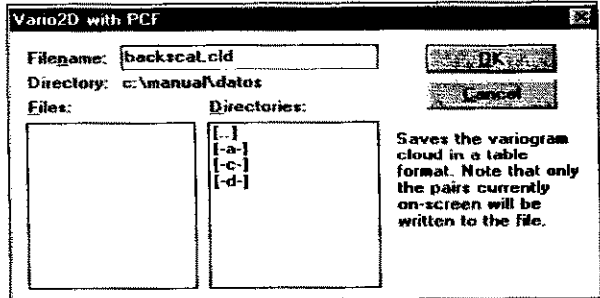 Vario2D with PCF
Filename: backscat.cld
OK
Directory: c:\manual\datos
Cancel
Files:
Directories:
[..]
[-a-]
[-c-]
[-d-]
Saves the variogram
cloud in a table
format. Note that only
the pairs currently
on-screen will be
written to the file.